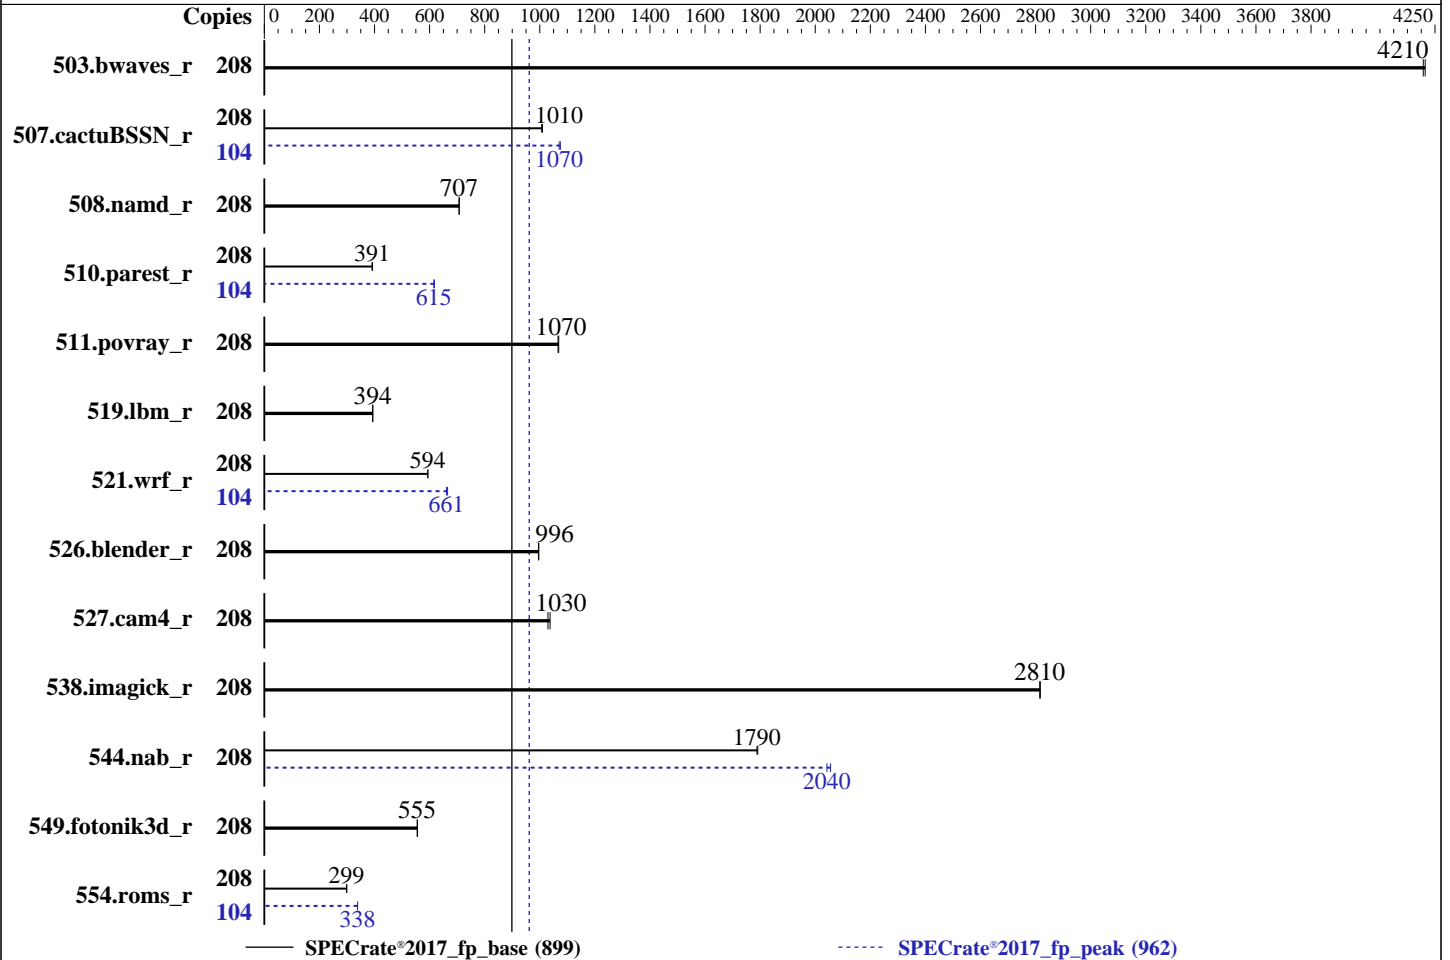 Copies 0 200 400 600 800 1000 1200 1400 1600 1800 2000 2200 2400 2600 2800 3000 3200 3400 3600 3800 4250
503.bwaves_r 208 4210
507.cactuBSSN_r 208 1010
104 1070
508.namd_r 208 707
510.parest_r 208 391
104 615
511.povray_r 208 1070
519.lbm_r 208 394
521.wrf_r 208 594
104 661
526.blender_r 208 996
527.cam4_r 208 1030
538.imagick_r 208 2810
544.nab_r 208 1790
2040
549.fotonik3d_r 208 555
554.roms_r 208 299
104 338
SPECrate®2017_fp_base (899) SPECrate®2017_fp_peak (962)